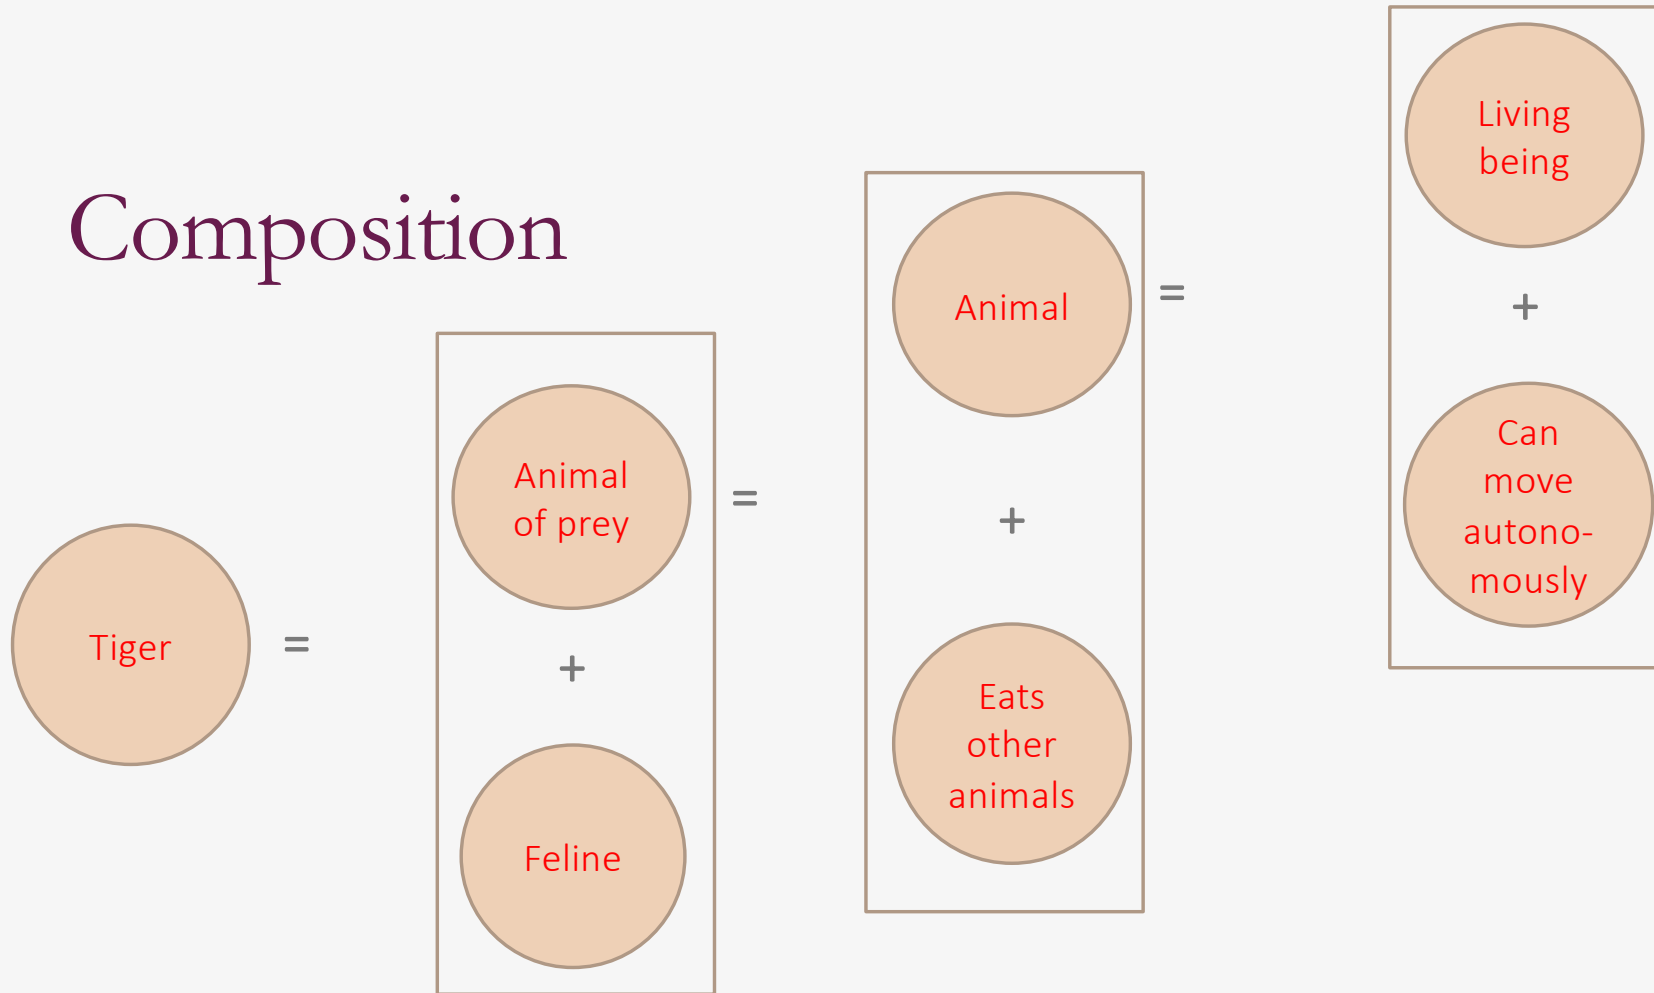 Composition
Tiger
=
Animal
of prey
+
Feline
=
Animal
+
Eats
other
animals
=
Living
being
+
Can
move
autono-
mously